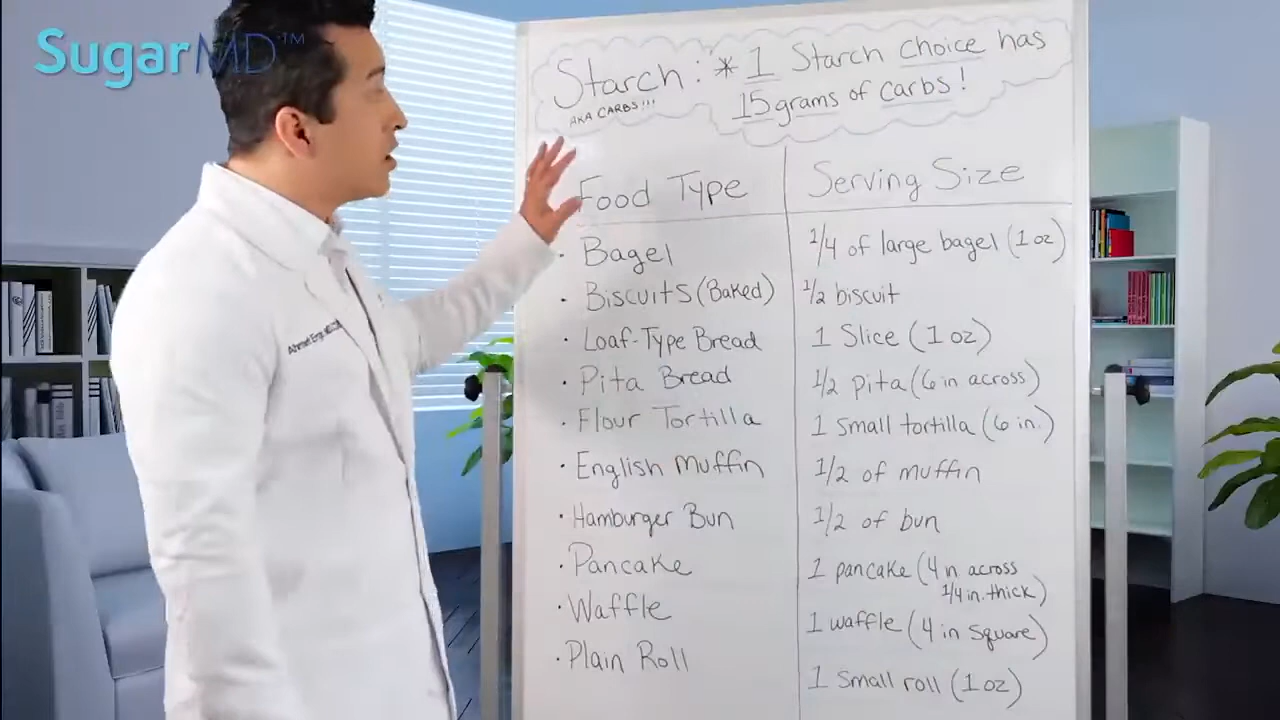 SugarMD™
Starch: * 1 Starch choice has
AKA CARBS!!! 15 grams of carbs!
Food Type Serving Size
· Bagel 1/4 of large bagel (1 oz)
· Biscuits (Baked) 1/2 biscuit
· Loaf-Type Bread 1 Slice (1 oz)
· Pita Bread 1/2 pita (6 in across)
· Flour Tortilla 1 small tortilla (6 in.)
· English Muffin 1/2 of muffin
· Hamburger Bun 1/2 of bun
· Pancake 1 pancake (4 in across
1/4 in. thick)
· Waffle 1 waffle (4 in square)
· Plain Roll 1 small roll (1 oz)